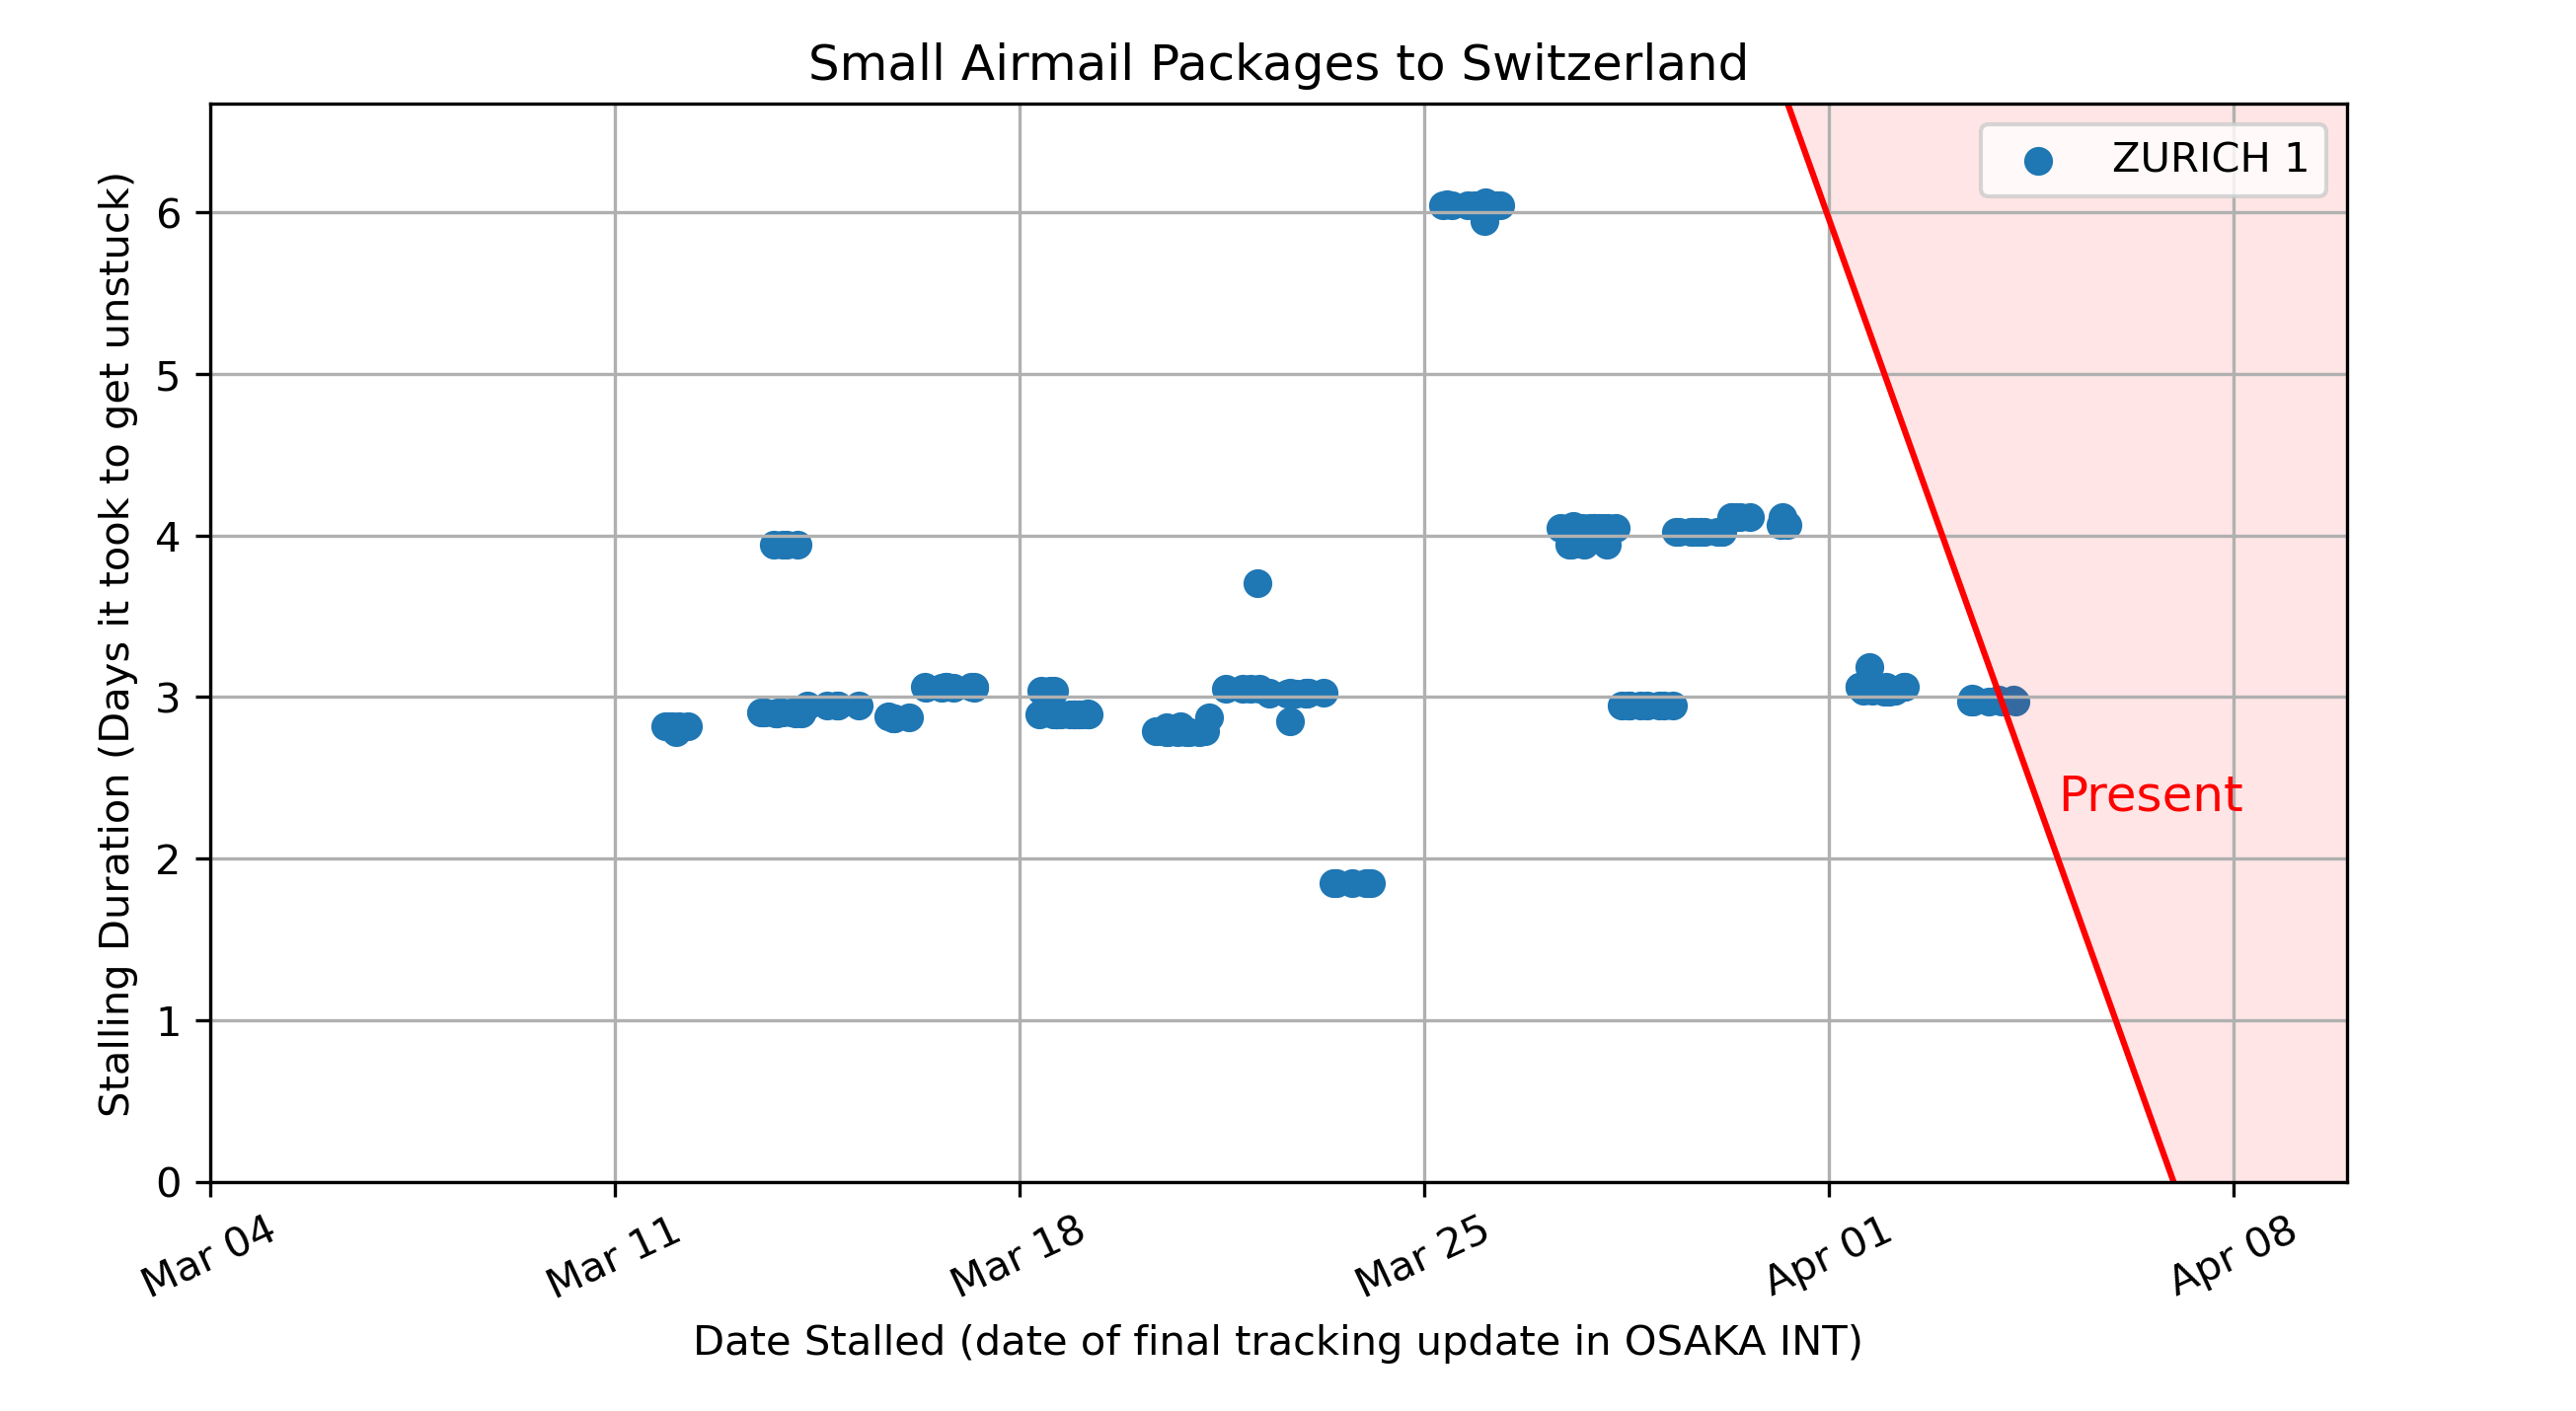 Small Airmail Packages to Switzerland
ZURICH 1
Stalling Duration (Days it took to get unstuck)
6
5
4
3
2
1
0
Present
Mar 04
Mar 11
Mar 18
Mar 25
Apr 01
Apr 08
Date Stalled (date of final tracking update in OSAKA INT)